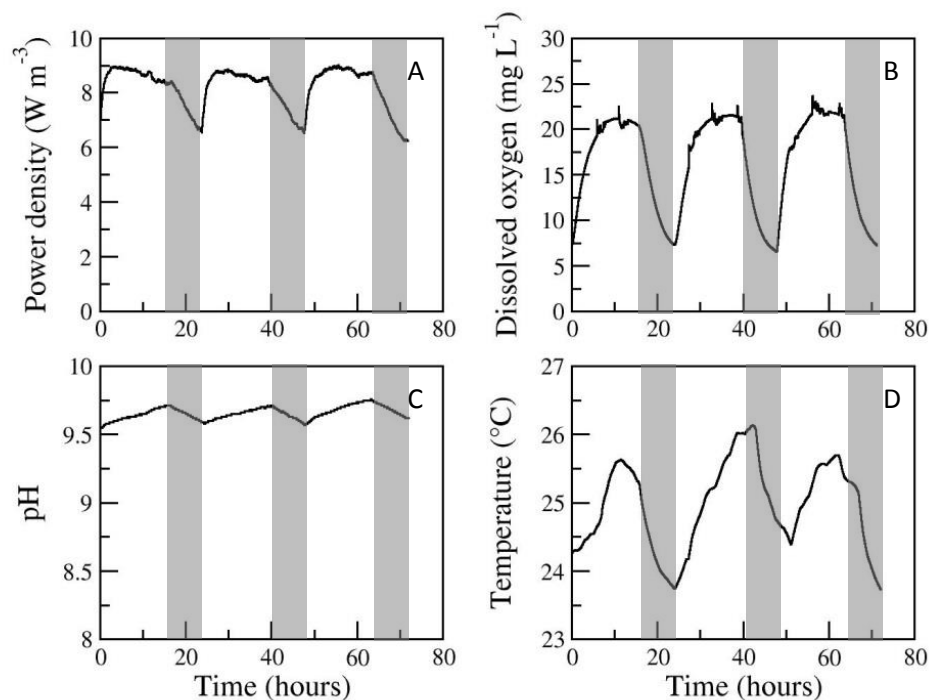 A
Power density (W m⁻³)
10
8
6
4
2
0
0 20 40 60 80
B
Dissolved oxygen (mg L⁻¹)
30
25
20
15
10
5
0
0 20 40 60 80
C
pH
10
9.5
9
8.5
8
0 20 40 60 80
Time (hours)
D
Temperature (°C)
27
26
25
24
23
0 20 40 60 80
Time (hours)